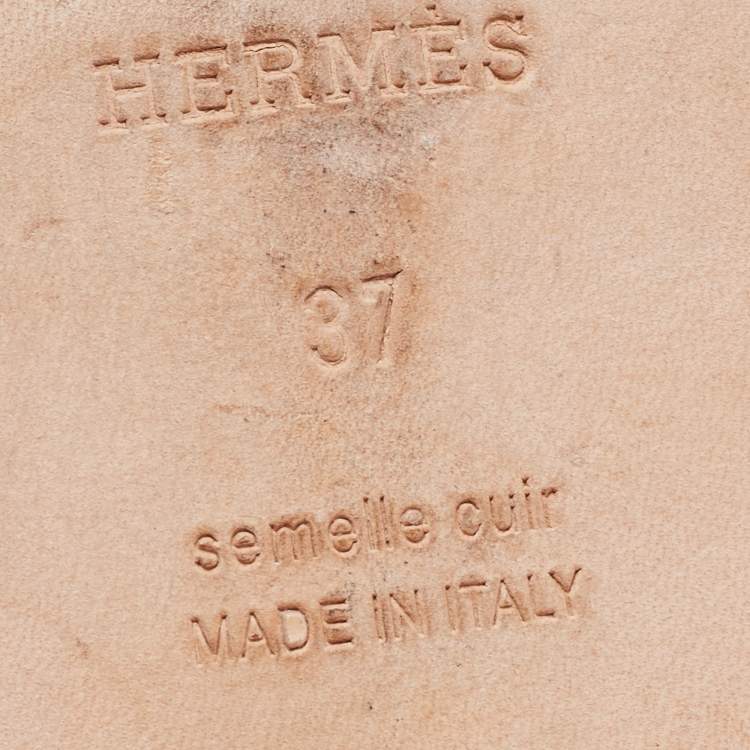 HERMÈS
37
semelle cuir
MADE IN ITALY